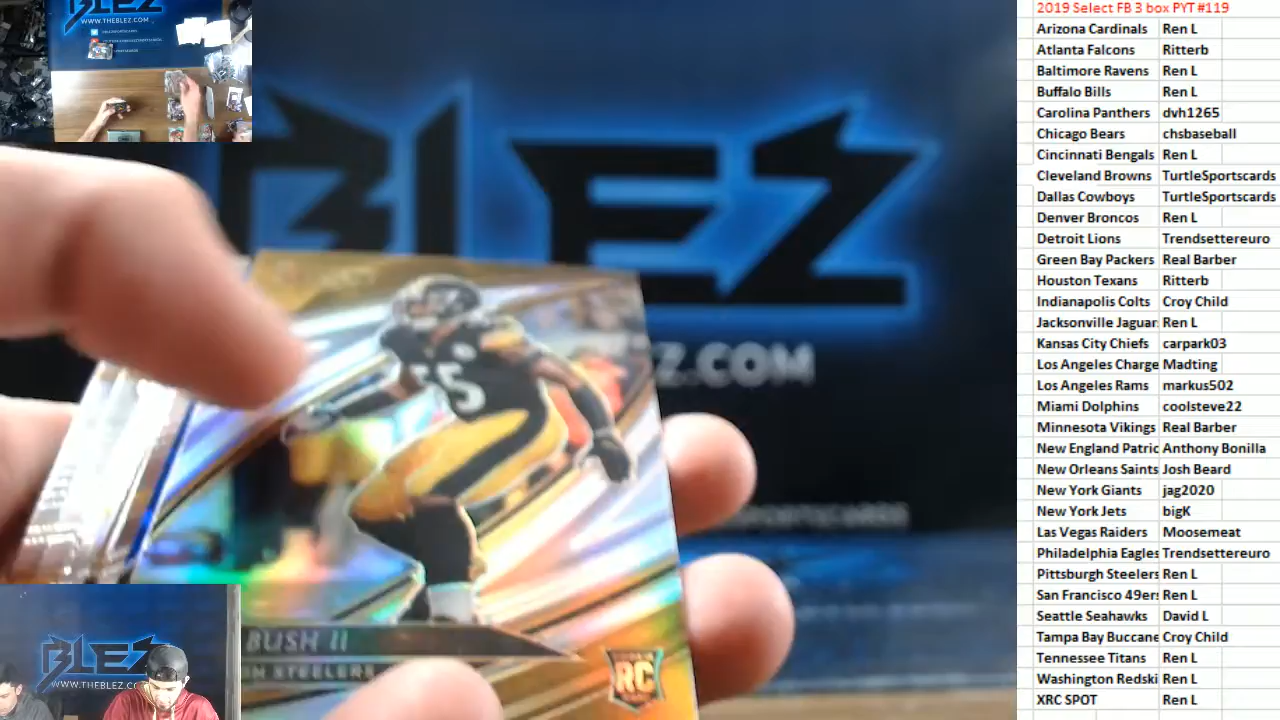 BLEZ
WWW.THEBLEZ.COM
BLEZ
EZ.COM
55
BUSH II
STEELERS
RC
BLEZ
WWW.THEBLEZ.COM
2019 Select FB 3 box PYT #119
Arizona Cardinals Ren L
Atlanta Falcons Ritterb
Baltimore Ravens Ren L
Buffalo Bills Ren L
Carolina Panthers dvh1265
Chicago Bears chsbaseball
Cincinnati Bengals Ren L
Cleveland Browns TurtleSportscards
Dallas Cowboys TurtleSportscards
Denver Broncos Ren L
Detroit Lions Trendsettereuro
Green Bay Packers Real Barber
Houston Texans Ritterb
Indianapolis Colts Croy Child
Jacksonville Jaguar Ren L
Kansas City Chiefs carpark03
Los Angeles Charge Madting
Los Angeles Rams markus502
Miami Dolphins coolsteve22
Minnesota Vikings Real Barber
New England Patric Anthony Bonilla
New Orleans Saints Josh Beard
New York Giants jag2020
New York Jets bigK
Las Vegas Raiders Moosemeat
Philadelphia Eagles Trendsettereuro
Pittsburgh Steelers Ren L
San Francisco 49ers Ren L
Seattle Seahawks David L
Tampa Bay Buccane Croy Child
Tennessee Titans Ren L
Washington Redski Ren L
XRC SPOT Ren L